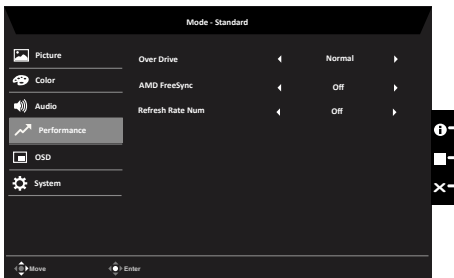 Mode - Standard
Picture
Over Drive Normal
Color
AMD FreeSync Off
Audio
Refresh Rate Num Off
Performance
OSD
System
Move Enter